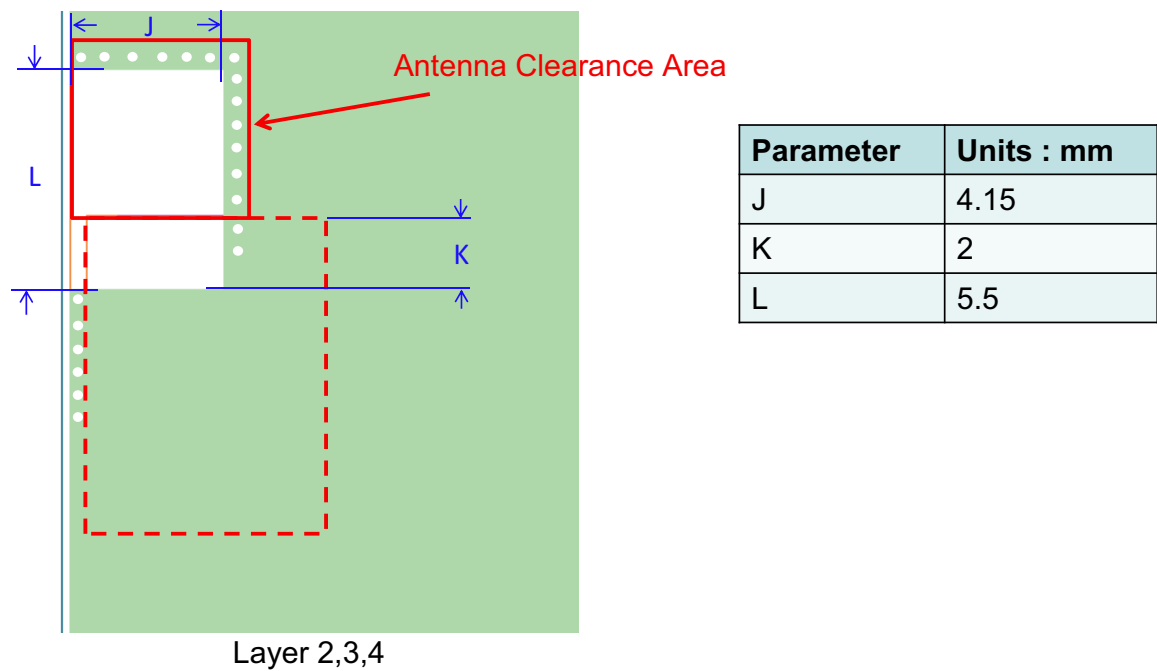 J
Antenna Clearance Area
L
K
Layer 2,3,4
Parameter Units : mm
J 4.15
K 2
L 5.5